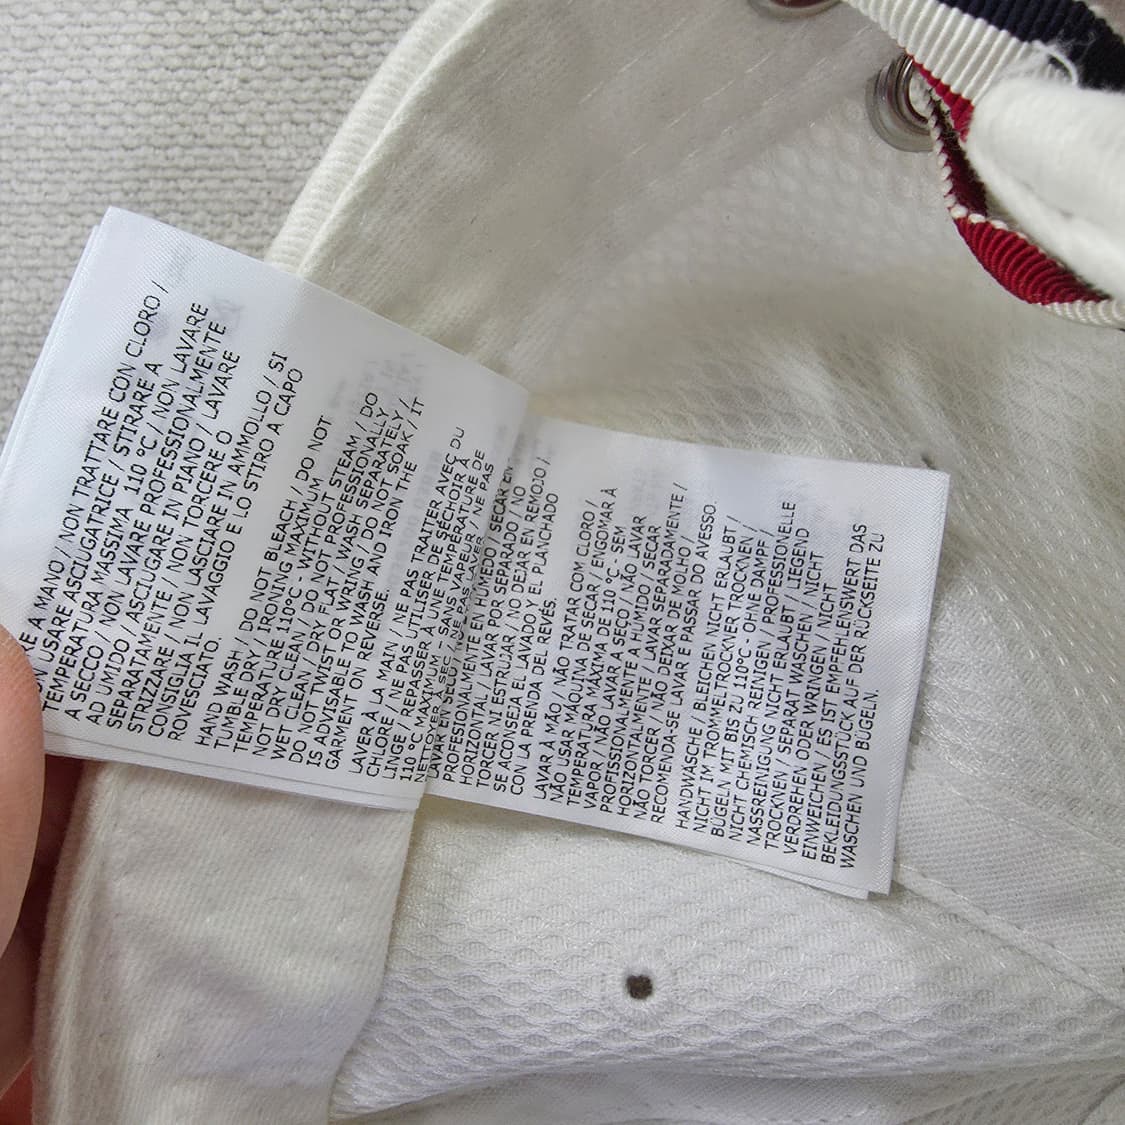 A MANO / NON TRATTARE CON CLORO /
NON USARE ASCIUGATRICE / STIRARE A
TEMPERATURA MASSIMA 110 °C / NON LAVARE
A SECCO / NON LAVARE PROFESSIONALMENTE
AD UMIDO / ASCIUGARE IN PIANO / LAVARE
SEPARATAMENTE / NON TORCERE O
STRIZZARE / NON LASCIARE IN AMMOLLO / SI
CONSIGLIA IL LAVAGGIO E LO STIRO A CAPO
ROVESCIATO.
HAND WASH / DO NOT BLEACH / DO NOT
TUMBLE DRY / IRONING MAXIMUM
TEMPERATURE 110°C - WITHOUT STEAM / DO
NOT DRY CLEAN / DO NOT PROFESSIONALLY
WET CLEAN / DRY FLAT / WASH SEPARATELY /
DO NOT TWIST OR WRING / DO NOT SOAK / IT
IS ADVISABLE TO WASH AND IRON THE
GARMENT ON REVERSE.
LAVER À LA MAIN / NE PAS TRAITER AVEC DU
CHLORE / NE PAS UTILISER DE SÉCHOIR À
LINGE / REPASSER À UNE TEMPÉRATURE DE
110 °C MAXIMUM - SANS VAPEUR / NE PAS
NETTOYER À SEC
PROFESIONALMENTE EN HÚMEDO / SECAR EN
HORIZONTAL / LAVAR POR SEPARADO / NO
TORCER NI ESTRUJAR / NO DEJAR EN REMOJO /
SE ACONSEJA EL LAVADO Y EL PLANCHADO
CON LA PRENDA DEL REVÉS.
LAVAR À MÃO / NÃO TRATAR COM CLORO /
NÃO USAR MÁQUINA DE SECAR / ENGOMAR À
TEMPERATURA MÁXIMA DE 110 °C - SEM
VAPOR / NÃO LAVAR A SECO / NÃO LAVAR
PROFISSIONALMENTE A HÚMIDO / SECAR
HORIZONTALMENTE / LAVAR SEPARADAMENTE /
NÃO TORCER / NÃO DEIXAR DE MOLHO /
RECOMENDA-SE LAVAR E PASSAR DO AVESSO.
HANDWÄSCHE / BLEICHEN NICHT ERLAUBT /
NICHT IM TROMMELTROCKNER TROCKNEN /
BÜGELN MIT BIS ZU 110°C - OHNE DAMPF /
NICHT CHEMISCH REINIGEN / PROFESSIONELLE
NASSREINIGUNG NICHT ERLAUBT / LIEGEND
TROCKNEN / SEPARAT WASCHEN / NICHT
VERDREHEN ODER WRINGEN / NICHT
EINWEICHEN / ES IST EMPFEHLENSWERT DAS
BEKLEIDUNGSSTÜCK AUF DER RÜCKSEITE ZU
WASCHEN UND BÜGELN.